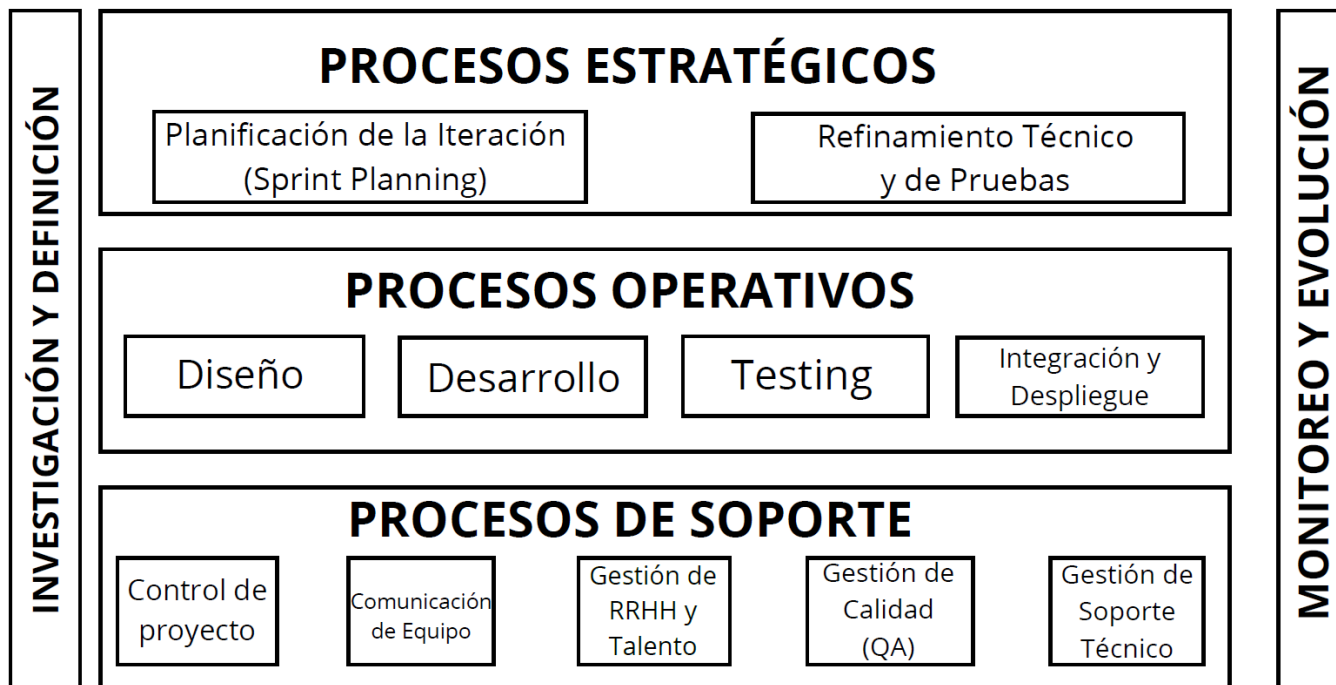 INVESTIGACIÓN Y DEFINICIÓN
PROCESOS ESTRATÉGICOS
Planificación de la Iteración
(Sprint Planning)
Refinamiento Técnico
y de Pruebas
PROCESOS OPERATIVOS
Diseño
Desarrollo
Testing
Integración y
Despliegue
PROCESOS DE SOPORTE
Control de
proyecto
Comunicación
de Equipo
Gestión de
RRHH y
Talento
Gestión de
Calidad
(QA)
Gestión de
Soporte
Técnico
MONITOREO Y EVOLUCIÓN